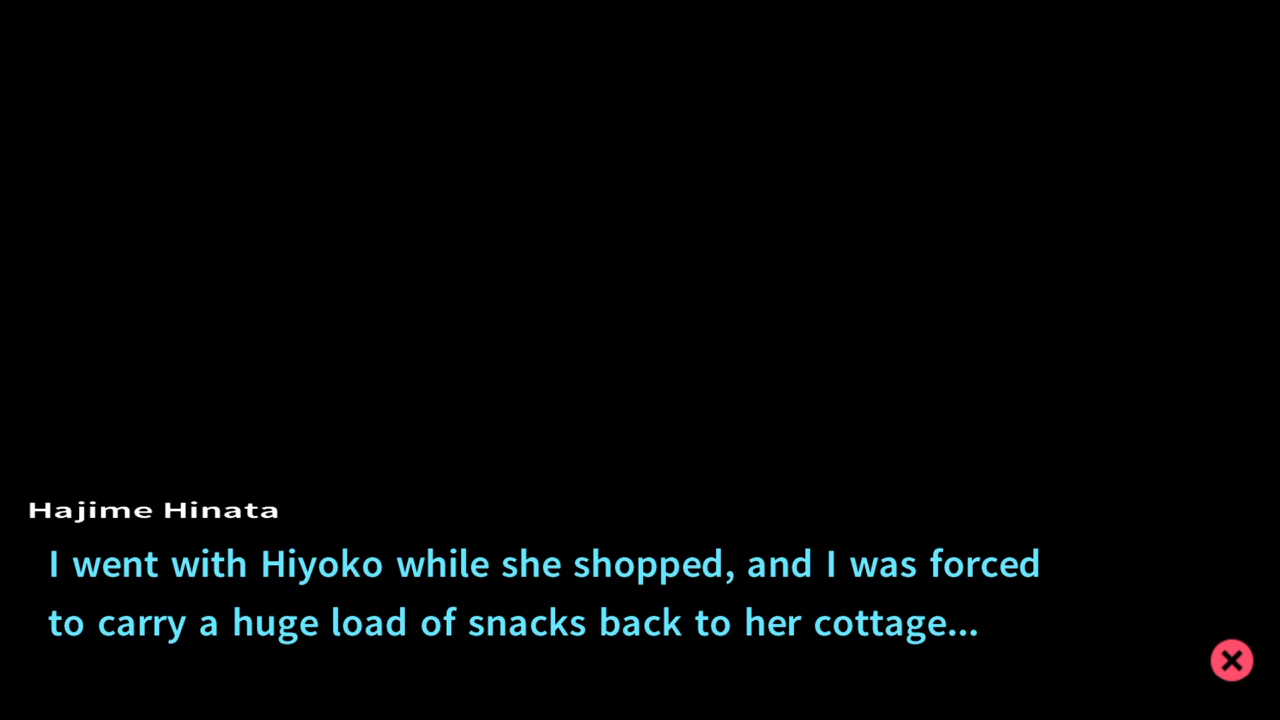 Hajime Hinata
I went with Hiyoko while she shopped, and I was forced
to carry a huge load of snacks back to her cottage...